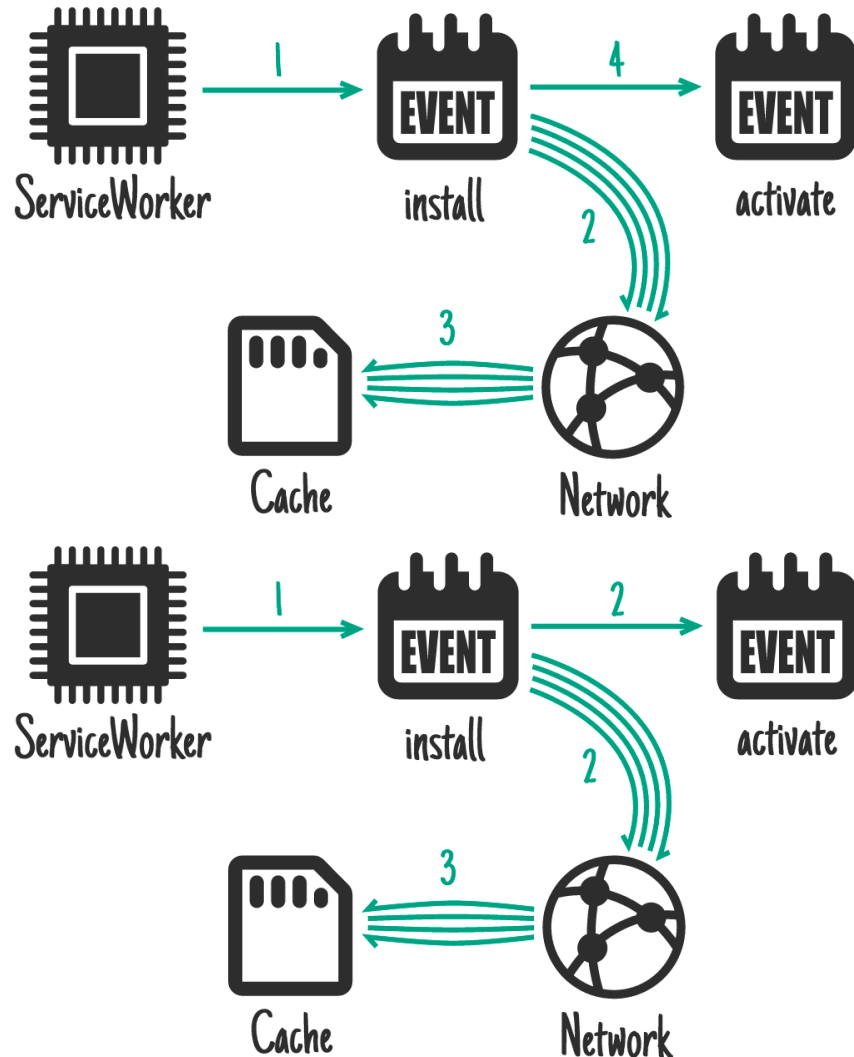 1
4
EVENT
EVENT
ServiceWorker
install
activate
2
3
Cache
Network
1
2
EVENT
EVENT
ServiceWorker
install
activate
2
3
Cache
Network